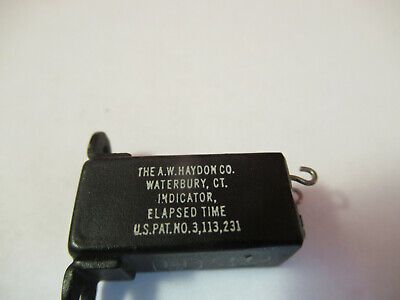 THE A.W. HAYDON CO.
WATERBURY, CT.
INDICATOR,
ELAPSED TIME
U.S. PAT. NO. 3,113,231